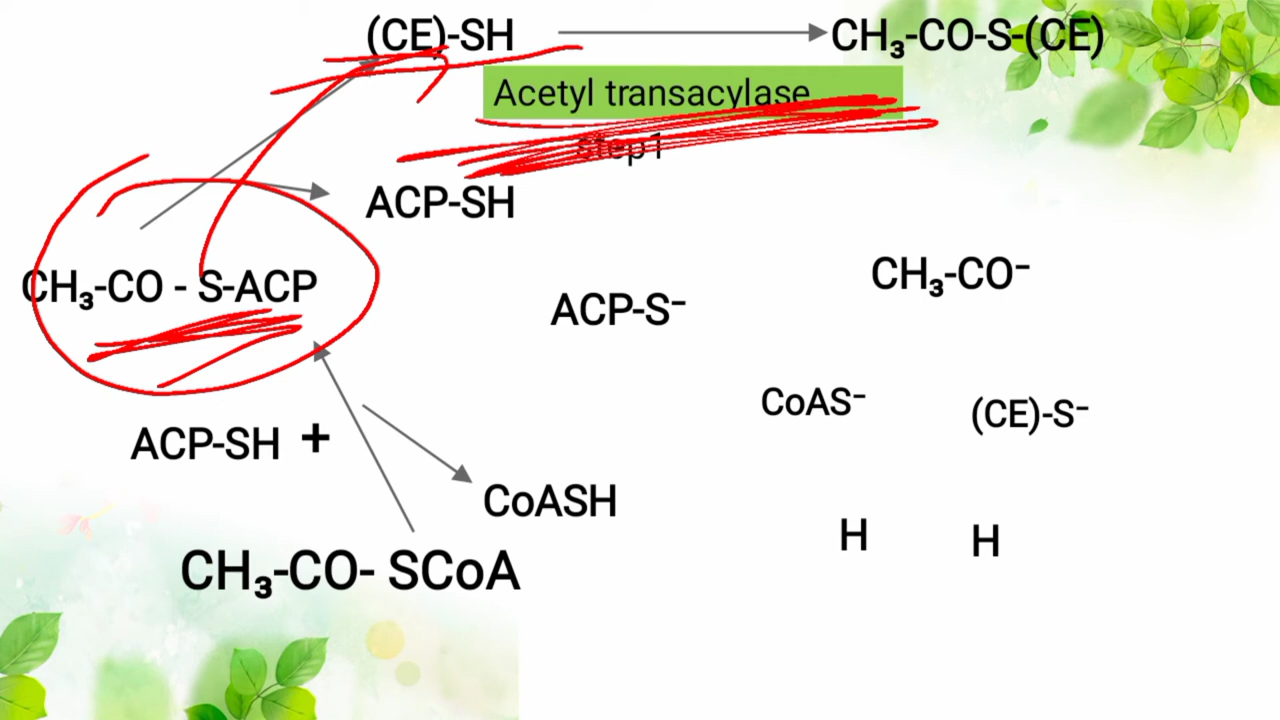 (CE)-SH CH₃-CO-S-(CE)
Acetyl transacylase
step1
ACP-SH
CH₃-CO - S-ACP
CH₃-CO⁻
ACP-S⁻
CoAS⁻
(CE)-S⁻
ACP-SH +
CoASH
H H
CH₃-CO- SCoA